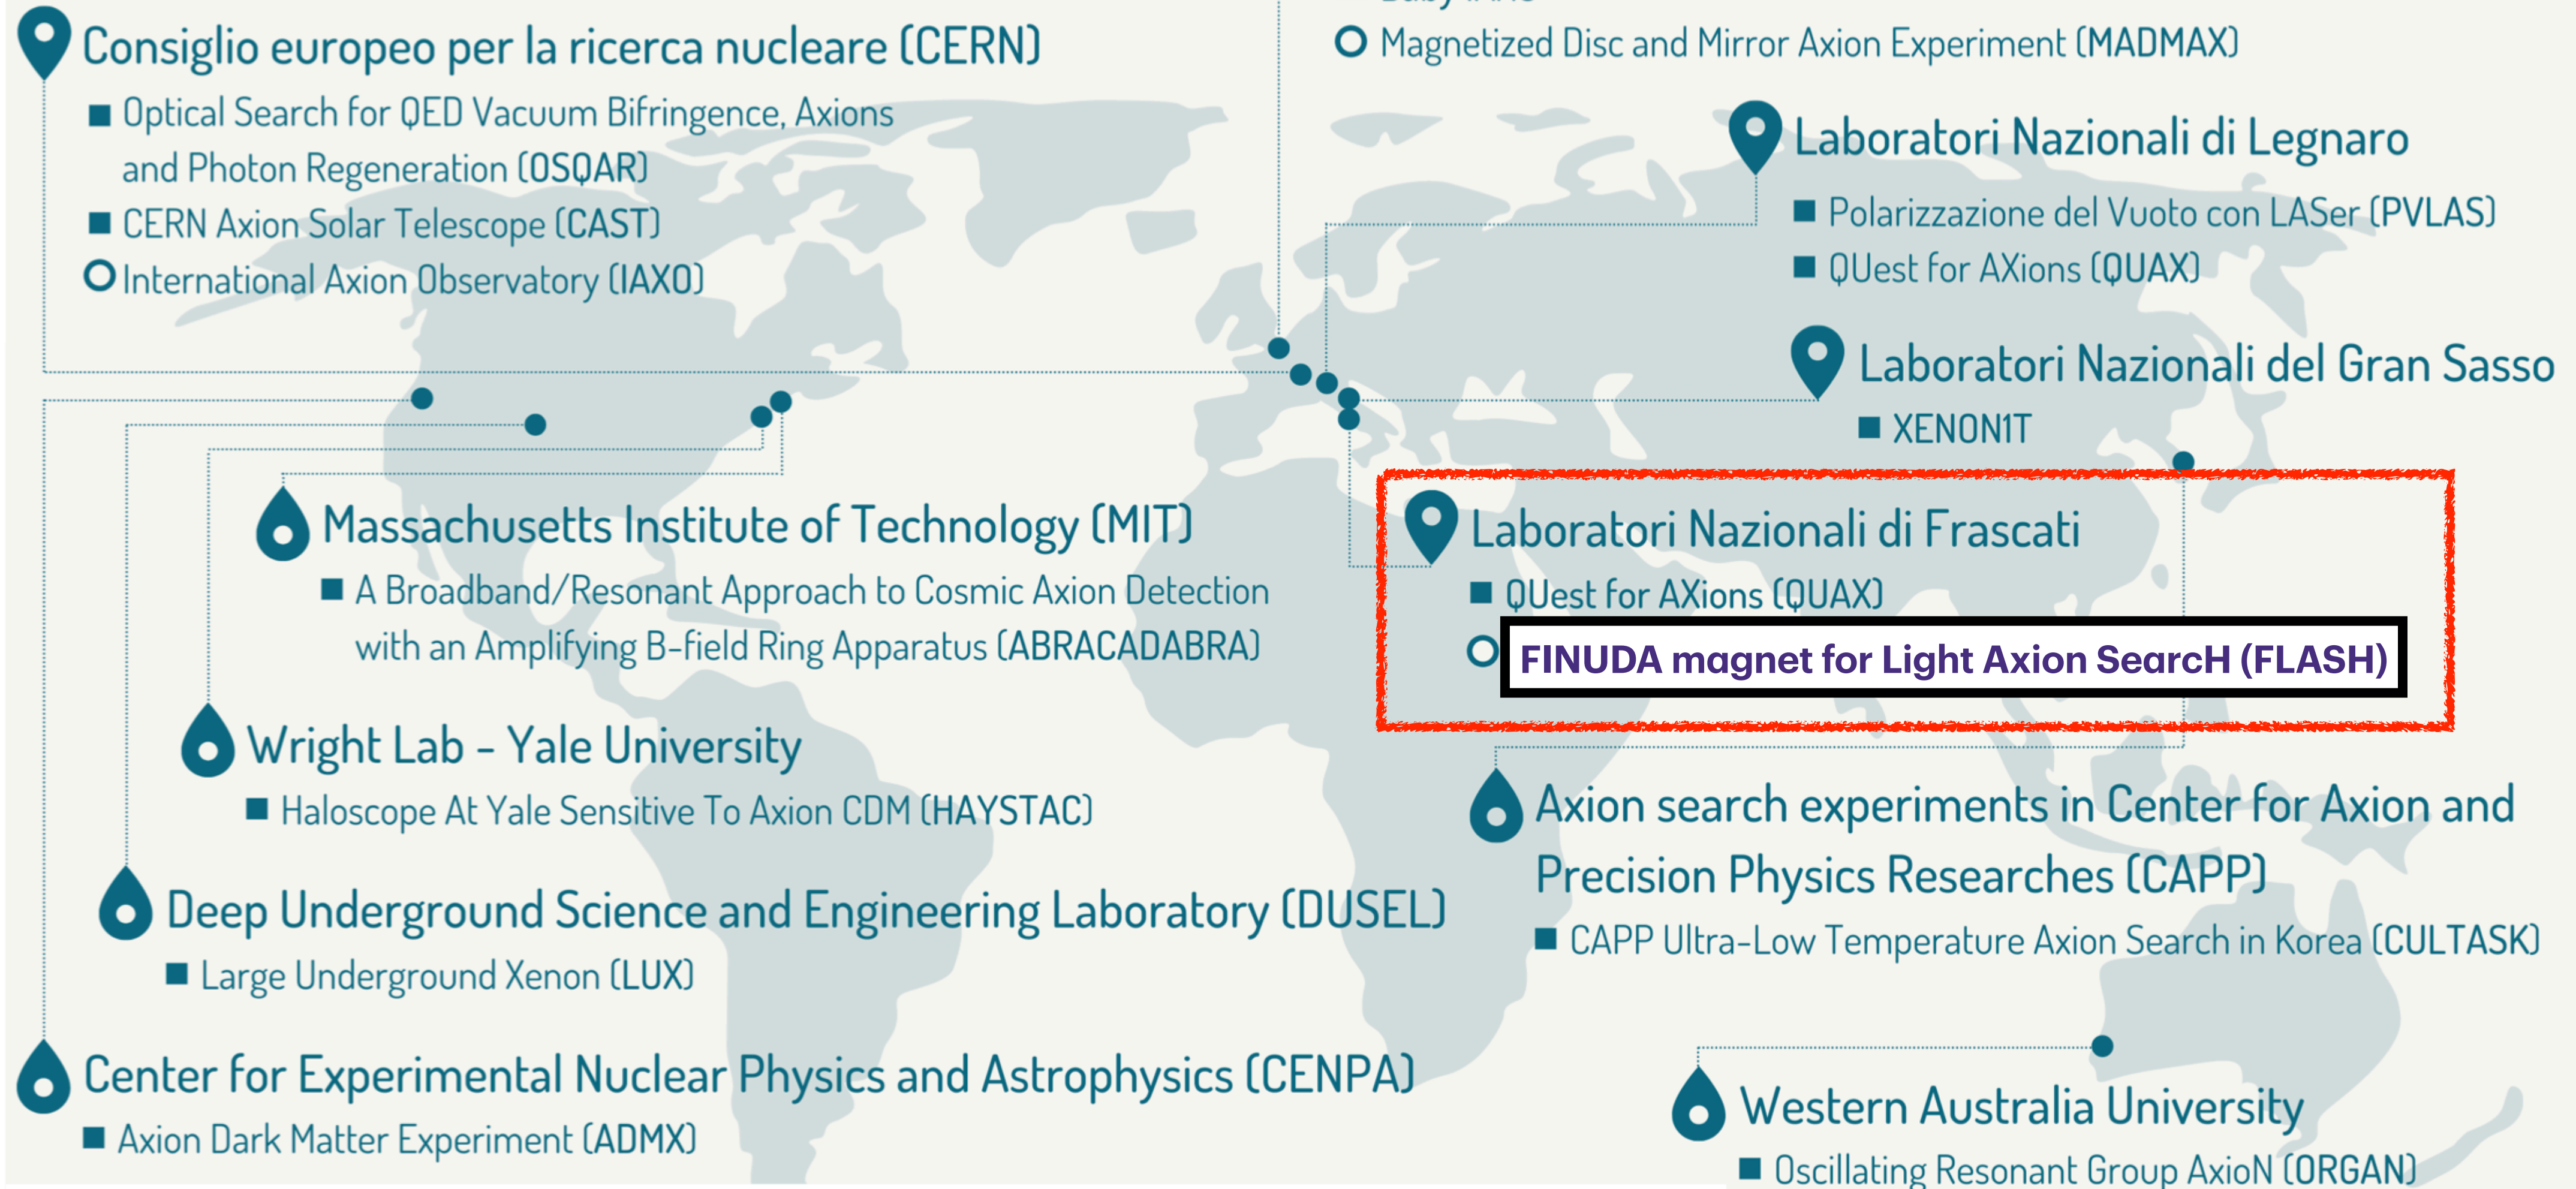 Consiglio europeo per la ricerca nucleare (CERN)
Optical Search for QED Vacuum Bifringence, Axions
and Photon Regeneration (OSQAR)
CERN Axion Solar Telescope (CAST)
International Axion Observatory (IAXO)
Massachusetts Institute of Technology (MIT)
A Broadband/Resonant Approach to Cosmic Axion Detection
with an Amplifying B-field Ring Apparatus (ABRACADABRA)
Wright Lab - Yale University
Haloscope At Yale Sensitive To Axion CDM (HAYSTAC)
Deep Underground Science and Engineering Laboratory (DUSEL)
Large Underground Xenon (LUX)
Center for Experimental Nuclear Physics and Astrophysics (CENPA)
Axion Dark Matter Experiment (ADMX)
Magnetized Disc and Mirror Axion Experiment (MADMAX)
Laboratori Nazionali di Legnaro
Polarizzazione del Vuoto con LASer (PVLAS)
QUest for AXions (QUAX)
Laboratori Nazionali del Gran Sasso
XENON1T
Laboratori Nazionali di Frascati
QUest for AXions (QUAX)
FINUDA magnet for Light Axion SearcH (FLASH)
Axion search experiments in Center for Axion and
Precision Physics Researches (CAPP)
CAPP Ultra-Low Temperature Axion Search in Korea (CULTASK)
Western Australia University
Oscillating Resonant Group AxioN (ORGAN)